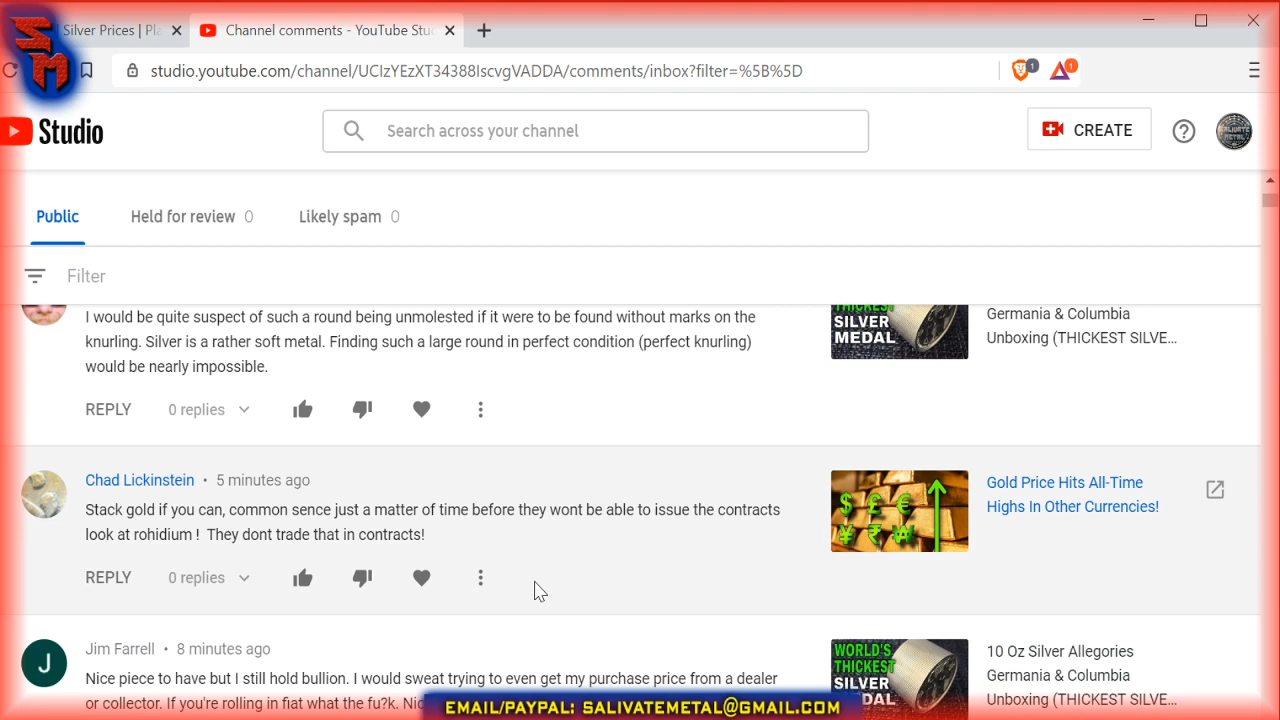 SM
Silver Prices | Pla
Channel comments - YouTube Stu
studio.youtube.com/channel/UCIzYEzXT34388IscvgVADDA/comments/inbox?filter=%5B%5D
1
1
Studio
Search across your channel
CREATE
SALIVATE METAL
Public
Held for review 0
Likely spam 0
Filter
I would be quite suspect of such a round being unmolested if it were to be found without marks on the
knurling. Silver is a rather soft metal. Finding such a large round in perfect condition (perfect knurling)
would be nearly impossible.
REPLY 0 replies
THICKEST
SILVER
MEDAL
Germania & Columbia
Unboxing (THICKEST SILVE...
Chad Lickinstein • 5 minutes ago
Stack gold if you can, common sence just a matter of time before they wont be able to issue the contracts
look at rohidium ! They dont trade that in contracts!
REPLY 0 replies
$ £ €
¥ ₹ ₩
Gold Price Hits All-Time
Highs In Other Currencies!
J
Jim Farrell • 8 minutes ago
Nice piece to have but I still hold bullion. I would sweat trying to even get my purchase price from a dealer
or collector. If you're rolling in fiat what the fu?k.
WORLD'S
THICKEST
SILVER
10 Oz Silver Allegories
Germania & Columbia
Unboxing (THICKEST SILVE...
EMAIL/PAYPAL: SALIVATEMETAL@GMAIL.COM